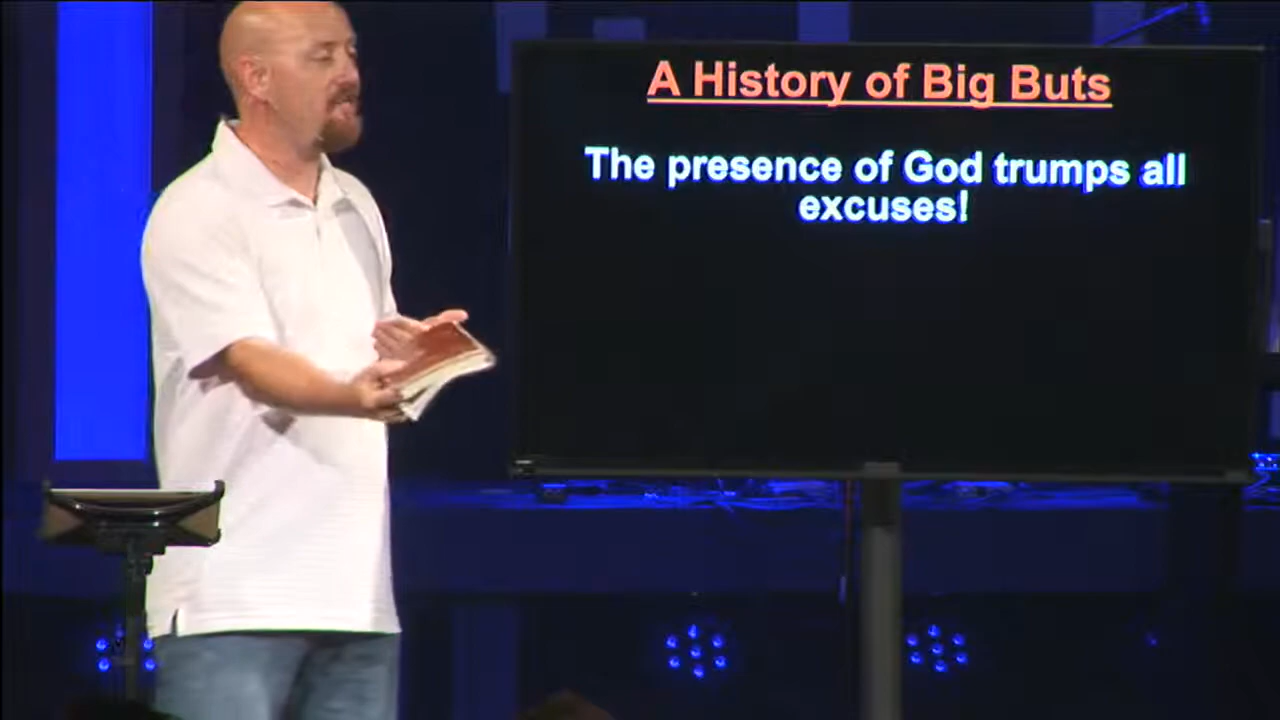 A History of Big Buts
The presence of God trumps all
excuses!